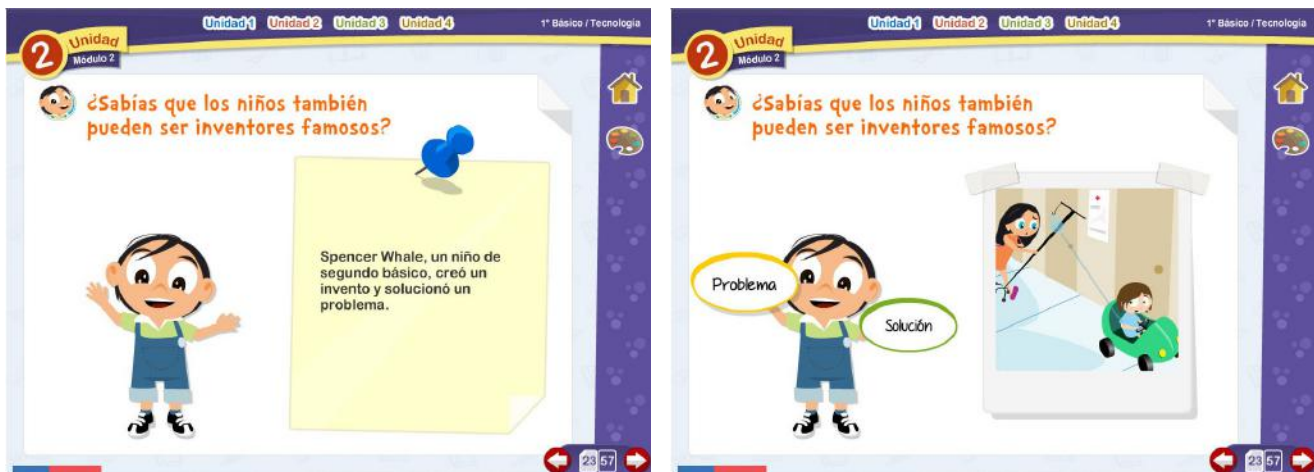 Unidad 1 Unidad 2 Unidad 3 Unidad 4
1° Básico / Tecnología
2 Unidad
Módulo 2
¿Sabías que los niños también
pueden ser inventores famosos?
Spencer Whale, un niño de
segundo básico, creó un
invento y solucionó un
problema.
23 57
Unidad 1 Unidad 2 Unidad 3 Unidad 4
1° Básico / Tecnología
2 Unidad
Módulo 2
¿Sabías que los niños también
pueden ser inventores famosos?
Problema
Solución
23 57